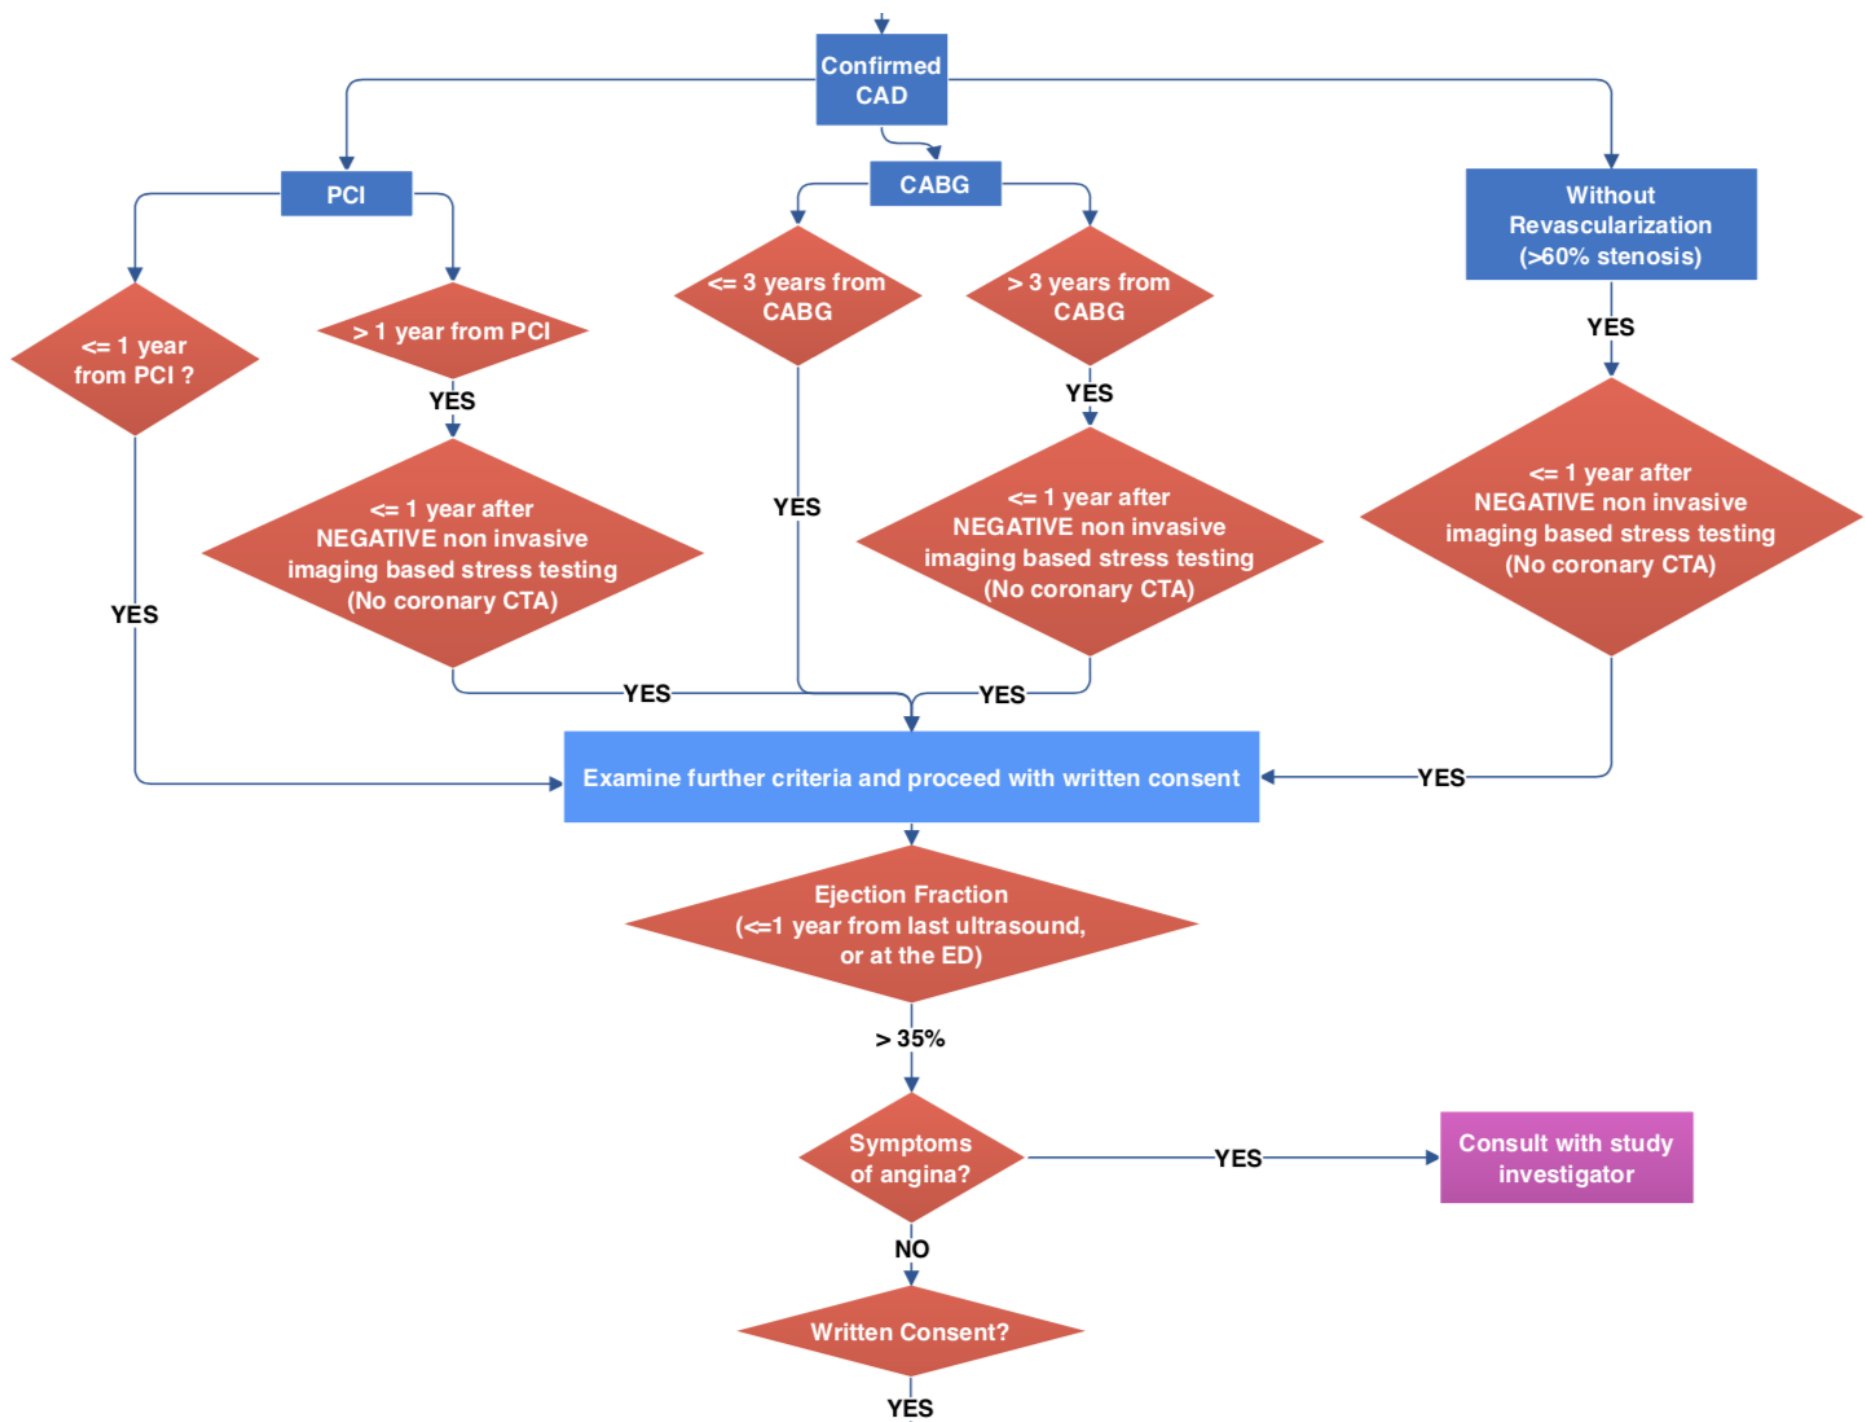 Confirmed
CAD
PCI
CABG
Without
Revascularization
(>60% stenosis)
<= 1 year
from PCI ?
> 1 year from PCI
<= 3 years from
CABG
> 3 years from
CABG
YES
YES
YES
<= 1 year after
NEGATIVE non invasive
imaging based stress testing
(No coronary CTA)
YES
<= 1 year after
NEGATIVE non invasive
imaging based stress testing
(No coronary CTA)
<= 1 year after
NEGATIVE non invasive
imaging based stress testing
(No coronary CTA)
YES
YES
YES
YES
Examine further criteria and proceed with written consent
Ejection Fraction
(<=1 year from last ultrasound,
or at the ED)
> 35%
Symptoms
of angina?
YES
Consult with study
investigator
NO
Written Consent?
YES